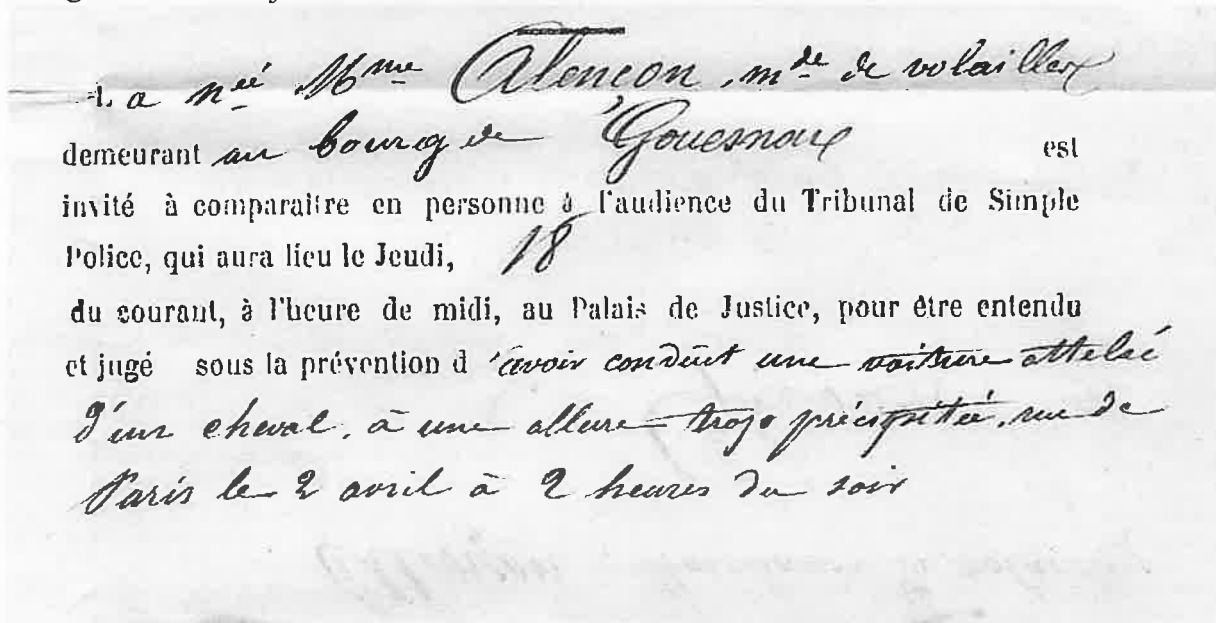 La née Mme Alencon, mde de volailles
demeurant au bourg de Gouesnou est
invité à comparaître en personne à l'audience du Tribunal de Simple
Police, qui aura lieu le Jeudi, 18
du courant, à l'heure de midi, au Palais de Justice, pour être entendu
et jugé sous la prévention d'avoir conduit une voiture attelé
d'un cheval, à une allure trop précipitée, rue de
Paris le 2 avril à 2 heures du soir